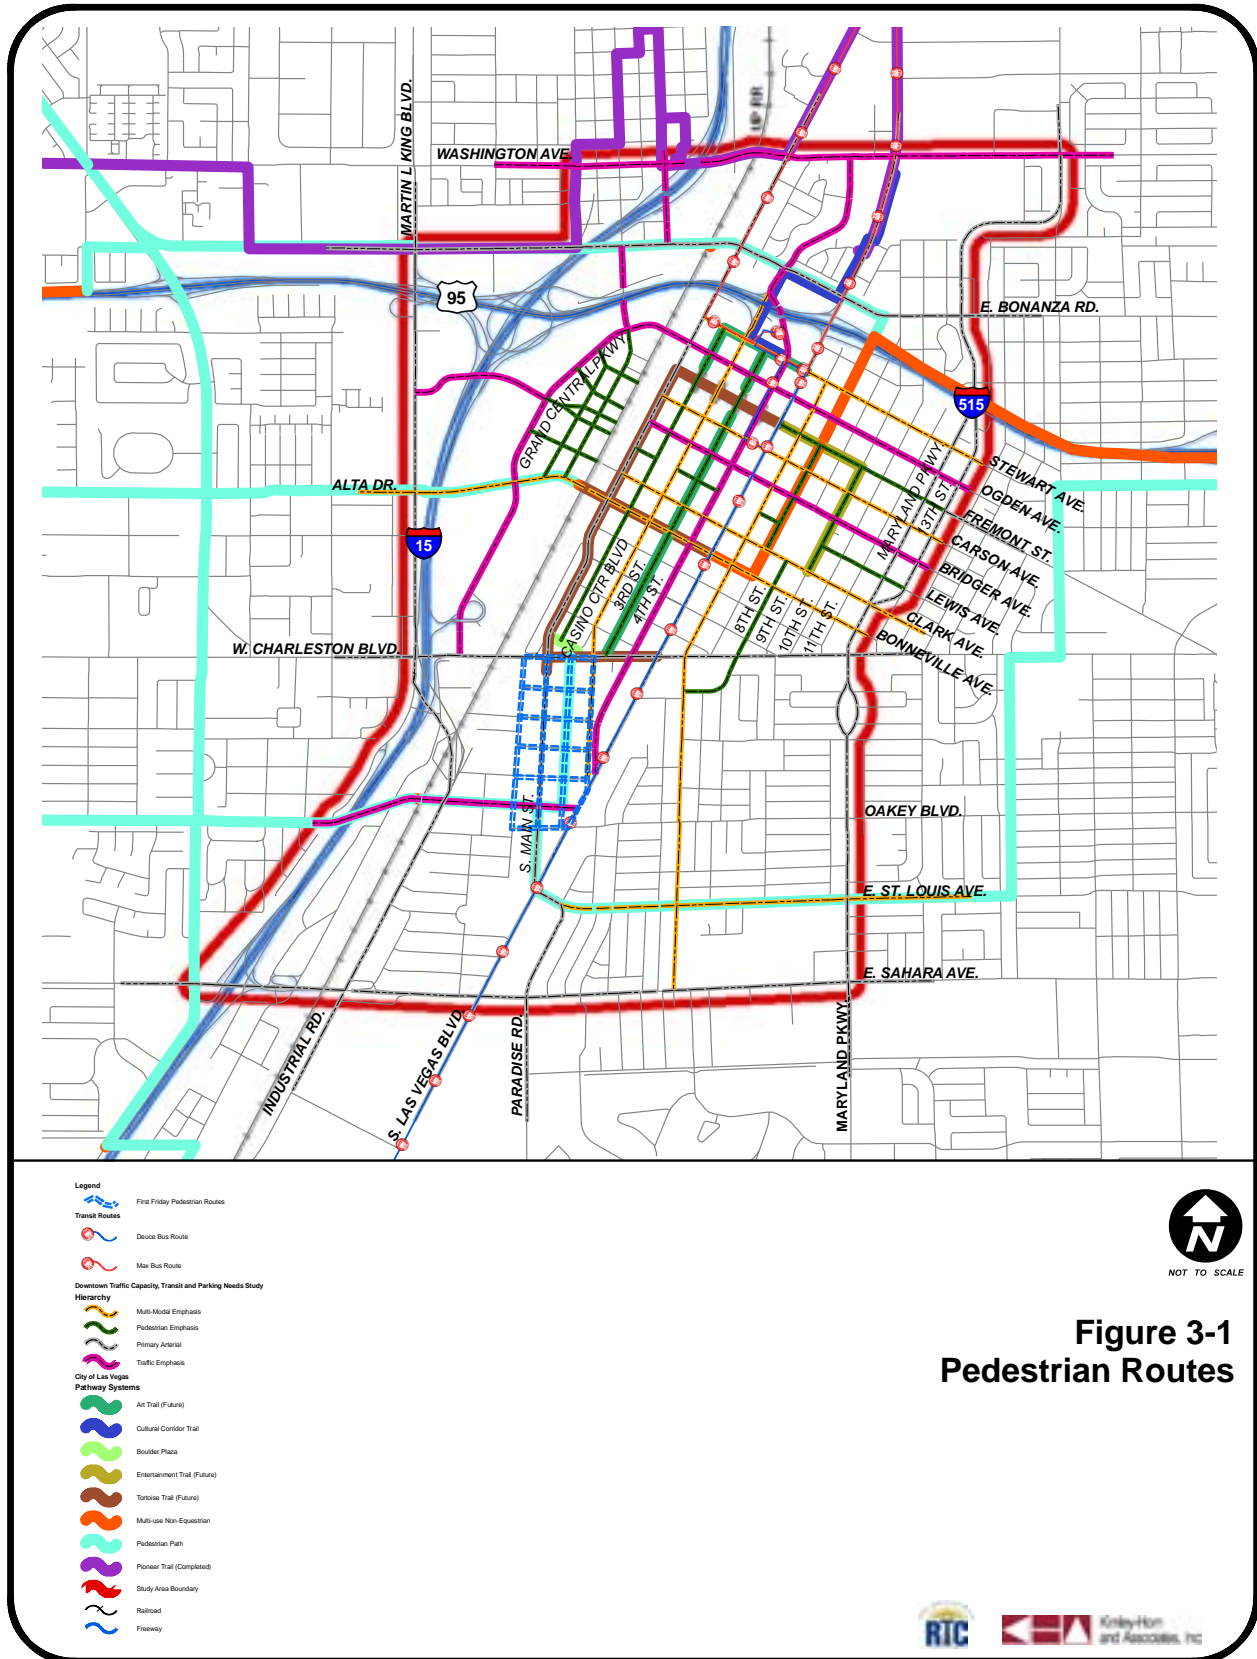 UP RR
MARTIN L KING BLVD.
WASHINGTON AVE.
95
E. BONANZA RD.
GRAND CENTRAL PKWY.
515
ALTA DR.
15
MARYLAND PKWY.
13TH ST.
STEWART AVE.
OGDEN AVE.
FREMONT ST.
CARSON AVE.
BRIDGER AVE.
LEWIS AVE.
CLARK AVE.
BONNEVILLE AVE.
CASINO CTR BLVD
3RD ST.
4TH ST.
8TH ST.
9TH ST.
10TH ST.
11TH ST.
W. CHARLESTON BLVD.
S. MAIN ST.
OAKEY BLVD.
E. ST. LOUIS AVE.
E. SAHARA AVE.
INDUSTRIAL RD.
S. LAS VEGAS BLVD.
PARADISE RD.
MARYLAND PKWY.
Legend
First Friday Pedestrian Routes
Transit Routes
Deuce Bus Route
Max Bus Route
Downtown Traffic Capacity, Transit and Parking Needs Study
Hierarchy
Multi-Modal Emphasis
Pedestrian Emphasis
Primary Arterial
Traffic Emphasis
City of Las Vegas
Pathway Systems
Art Trail (Future)
Cultural Corridor Trail
Boulder Plaza
Entertainment Trail (Future)
Tortoise Trail (Future)
Multi-use Non-Equestrian
Pedestrian Path
Pioneer Trail (Completed)
Study Area Boundary
Railroad
Freeway
N
NOT TO SCALE
Figure 3-1
Pedestrian Routes
RTC
Kimley-Horn
and Associates, Inc.